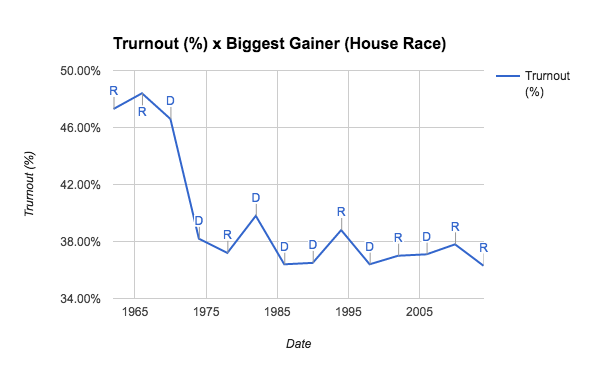 Trurnout (%) x Biggest Gainer (House Race)
50.00%
46.00%
42.00%
38.00%
34.00%
Trurnout (%)
R
R
D
D
R
D
D
D
R
D
R
D
R
R
Trurnout
(%)
1965
1975
1985
1995
2005
Date